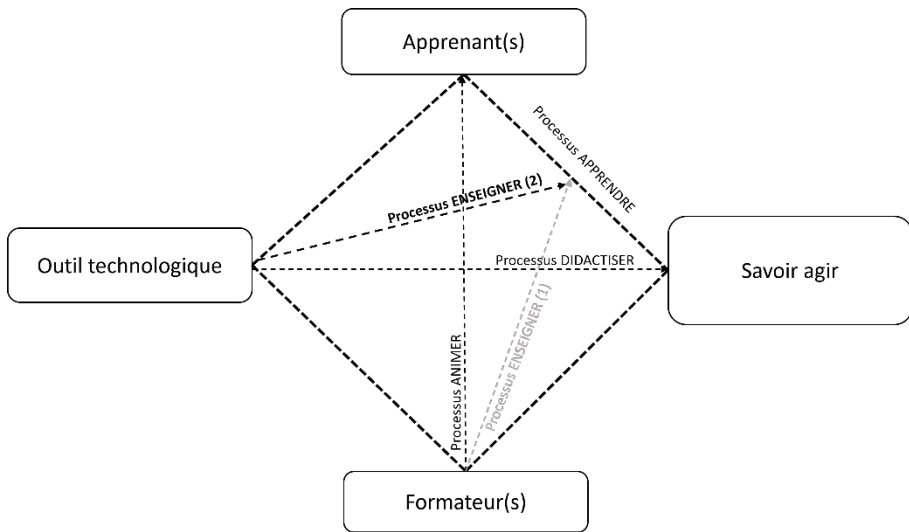 Apprenant(s)
Processus APPRENDRE
Processus ENSEIGNER (2)
Outil technologique
Processus DIDACTISER
Savoir agir
Processus ANIMER
Processus ENSEIGNER (1)
Formateur(s)